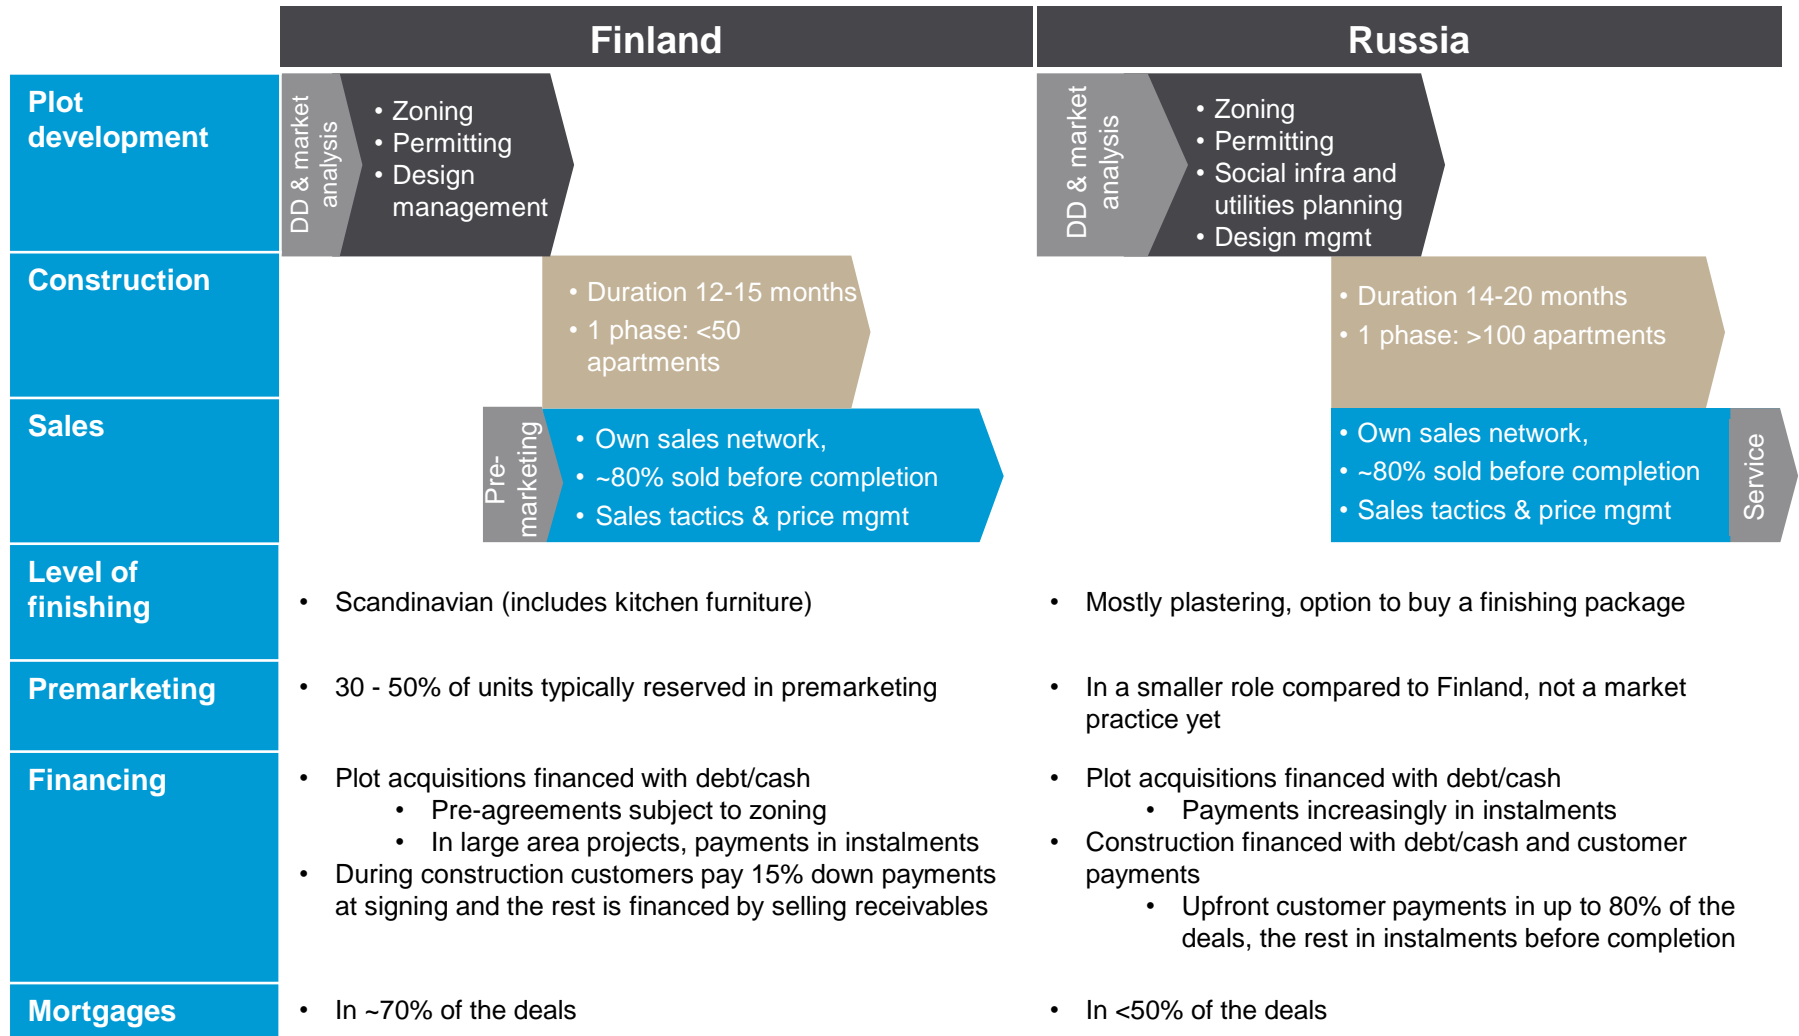 Finland
Russia
Plot
development
DD & market
analysis
• Zoning
• Permitting
• Design
management
DD & market
analysis
• Zoning
• Permitting
• Social infra and
utilities planning
• Design mgmt
Construction
• Duration 12-15 months
• 1 phase: <50
apartments
• Duration 14-20 months
• 1 phase: >100 apartments
Sales
Pre-
marketing
• Own sales network,
• ~80% sold before completion
• Sales tactics & price mgmt
• Own sales network,
• ~80% sold before completion
• Sales tactics & price mgmt
Service
Level of
finishing
• Scandinavian (includes kitchen furniture)
• Mostly plastering, option to buy a finishing package
Premarketing
• 30 - 50% of units typically reserved in premarketing
• In a smaller role compared to Finland, not a market
practice yet
Financing
• Plot acquisitions financed with debt/cash
• Pre-agreements subject to zoning
• In large area projects, payments in instalments
• During construction customers pay 15% down payments
at signing and the rest is financed by selling receivables
• Plot acquisitions financed with debt/cash
• Payments increasingly in instalments
• Construction financed with debt/cash and customer
payments
• Upfront customer payments in up to 80% of the
deals, the rest in instalments before completion
Mortgages
• In ~70% of the deals
• In <50% of the deals